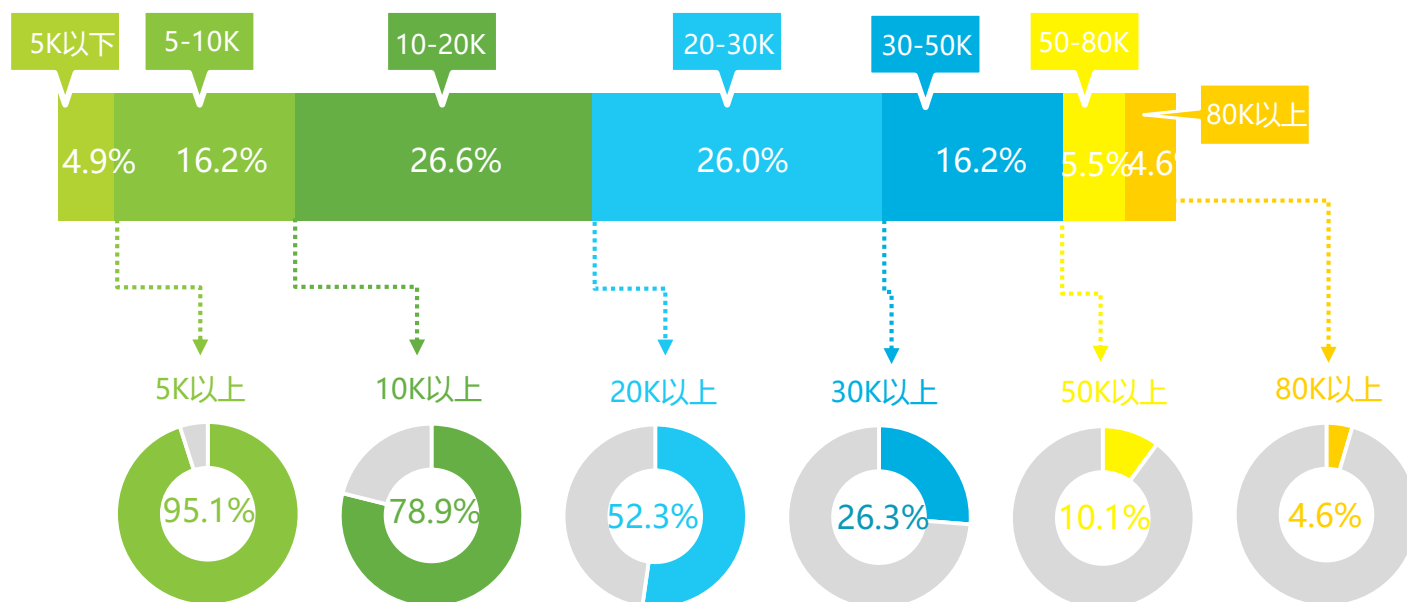 5K以下
5-10K
10-20K
20-30K
30-50K
50-80K
80K以上
4.9%
16.2%
26.6%
26.0%
16.2%
5.5%
4.6
5K以上
10K以上
20K以上
30K以上
50K以上
80K以上
95.1%
78.9%
52.3%
26.3%
10.1%
4.6%